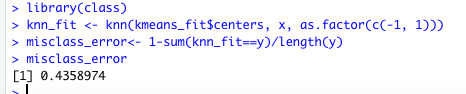 > library(class)
> knn_fit <- knn(kmeans_fit$centers, x, as.factor(c(-1, 1)))
> misclass_error<- 1-sum(knn_fit==y)/length(y)
> misclass_error
[1] 0.4358974
>